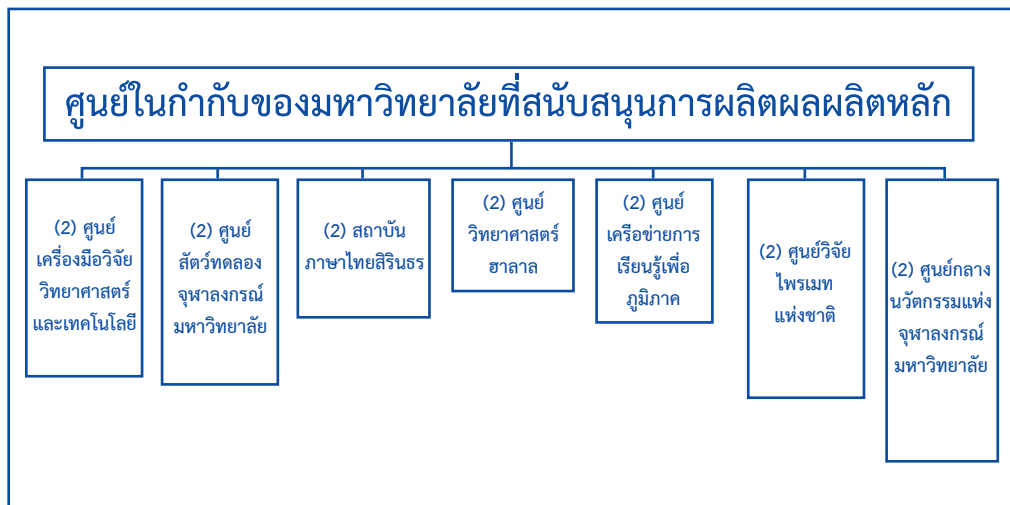 ศูนย์ในกำกับของมหาวิทยาลัยที่สนับสนุนการผลิตผลผลิตหลัก
(2) ศูนย์
เครื่องมือวิจัย
วิทยาศาสตร์
และเทคโนโลยี
(2) ศูนย์
สัตว์ทดลอง
จุฬาลงกรณ์
มหาวิทยาลัย
(2) สถาบัน
ภาษาไทยสิรินธร
(2) ศูนย์
วิทยาศาสตร์
ฮาลาล
(2) ศูนย์
เครือข่ายการ
เรียนรู้เพื่อ
ภูมิภาค
(2) ศูนย์วิจัย
ไพรเมท
แห่งชาติ
(2) ศูนย์กลาง
นวัตกรรมแห่ง
จุฬาลงกรณ์
มหาวิทยาลัย